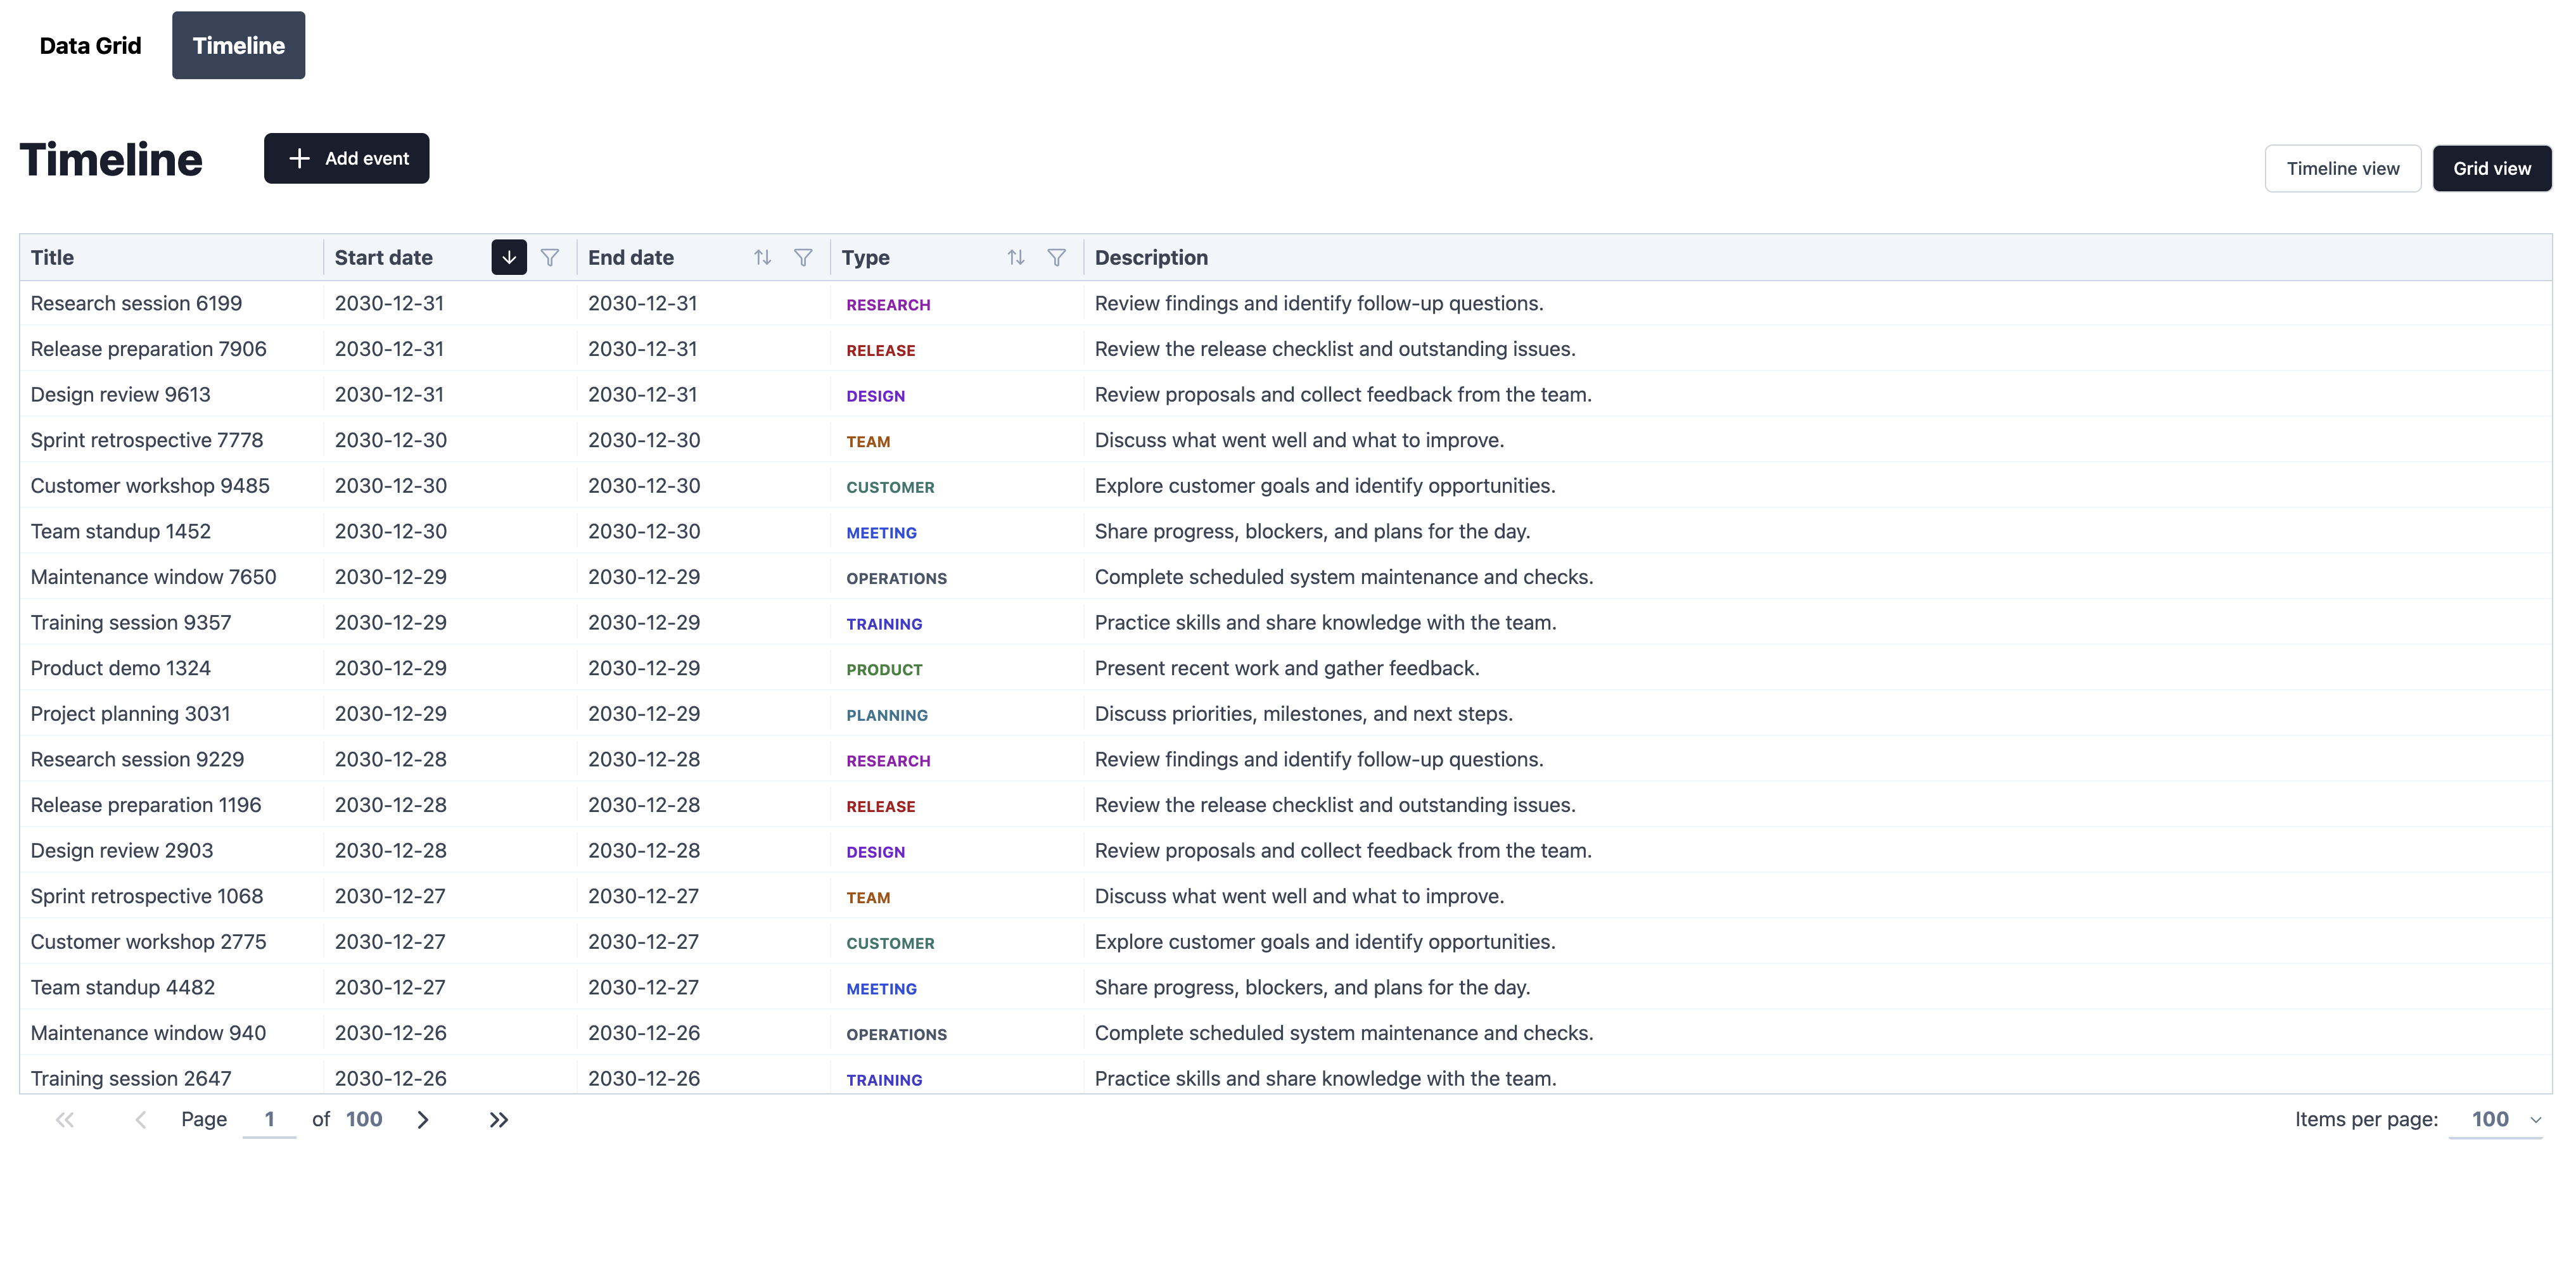 Data Grid Timeline
Timeline Add event Timeline view Grid view
Title Start date End date Type Description
Research session 6199 2030-12-31 2030-12-31 RESEARCH Review findings and identify follow-up questions.
Release preparation 7906 2030-12-31 2030-12-31 RELEASE Review the release checklist and outstanding issues.
Design review 9613 2030-12-31 2030-12-31 DESIGN Review proposals and collect feedback from the team.
Sprint retrospective 7778 2030-12-30 2030-12-30 TEAM Discuss what went well and what to improve.
Customer workshop 9485 2030-12-30 2030-12-30 CUSTOMER Explore customer goals and identify opportunities.
Team standup 1452 2030-12-30 2030-12-30 MEETING Share progress, blockers, and plans for the day.
Maintenance window 7650 2030-12-29 2030-12-29 OPERATIONS Complete scheduled system maintenance and checks.
Training session 9357 2030-12-29 2030-12-29 TRAINING Practice skills and share knowledge with the team.
Product demo 1324 2030-12-29 2030-12-29 PRODUCT Present recent work and gather feedback.
Project planning 3031 2030-12-29 2030-12-29 PLANNING Discuss priorities, milestones, and next steps.
Research session 9229 2030-12-28 2030-12-28 RESEARCH Review findings and identify follow-up questions.
Release preparation 1196 2030-12-28 2030-12-28 RELEASE Review the release checklist and outstanding issues.
Design review 2903 2030-12-28 2030-12-28 DESIGN Review proposals and collect feedback from the team.
Sprint retrospective 1068 2030-12-27 2030-12-27 TEAM Discuss what went well and what to improve.
Customer workshop 2775 2030-12-27 2030-12-27 CUSTOMER Explore customer goals and identify opportunities.
Team standup 4482 2030-12-27 2030-12-27 MEETING Share progress, blockers, and plans for the day.
Maintenance window 940 2030-12-26 2030-12-26 OPERATIONS Complete scheduled system maintenance and checks.
Training session 2647 2030-12-26 2030-12-26 TRAINING Practice skills and share knowledge with the team.
Page 1 of 100 Items per page: 100